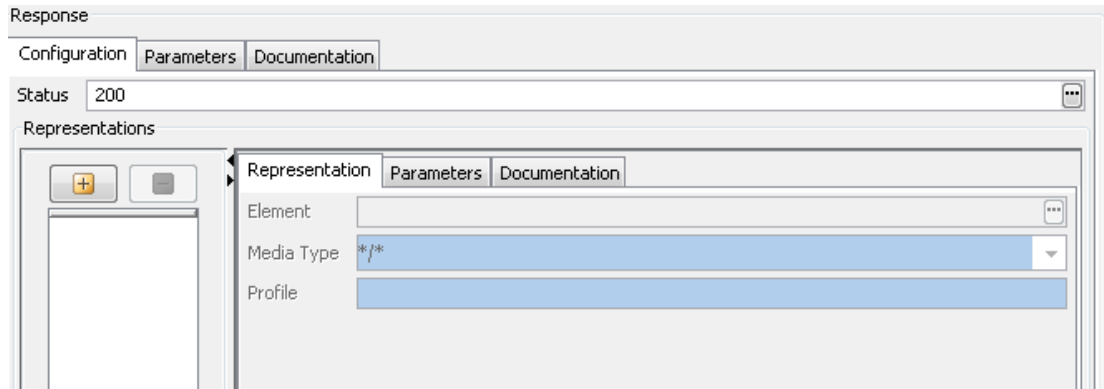 Response
Configuration Parameters Documentation
Status 200
Representations
Representation Parameters Documentation
Element
Media Type */*
Profile